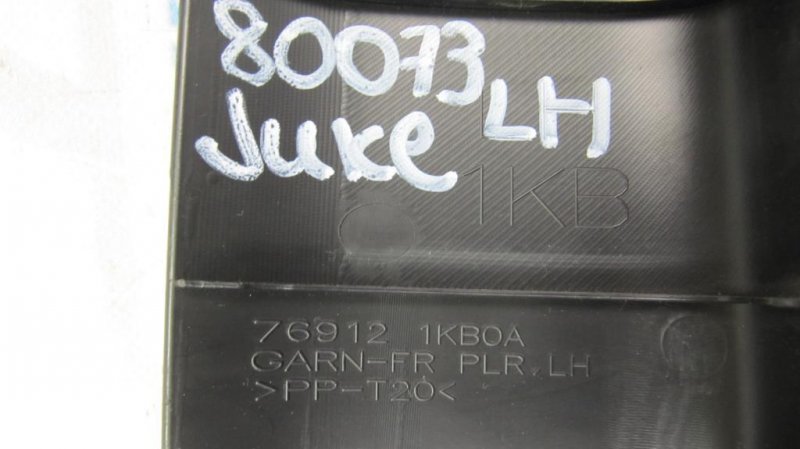 80073 LH
Juke
1KB
76912 1KB0A
GARN-FR PLR.LH
>PP-T20<